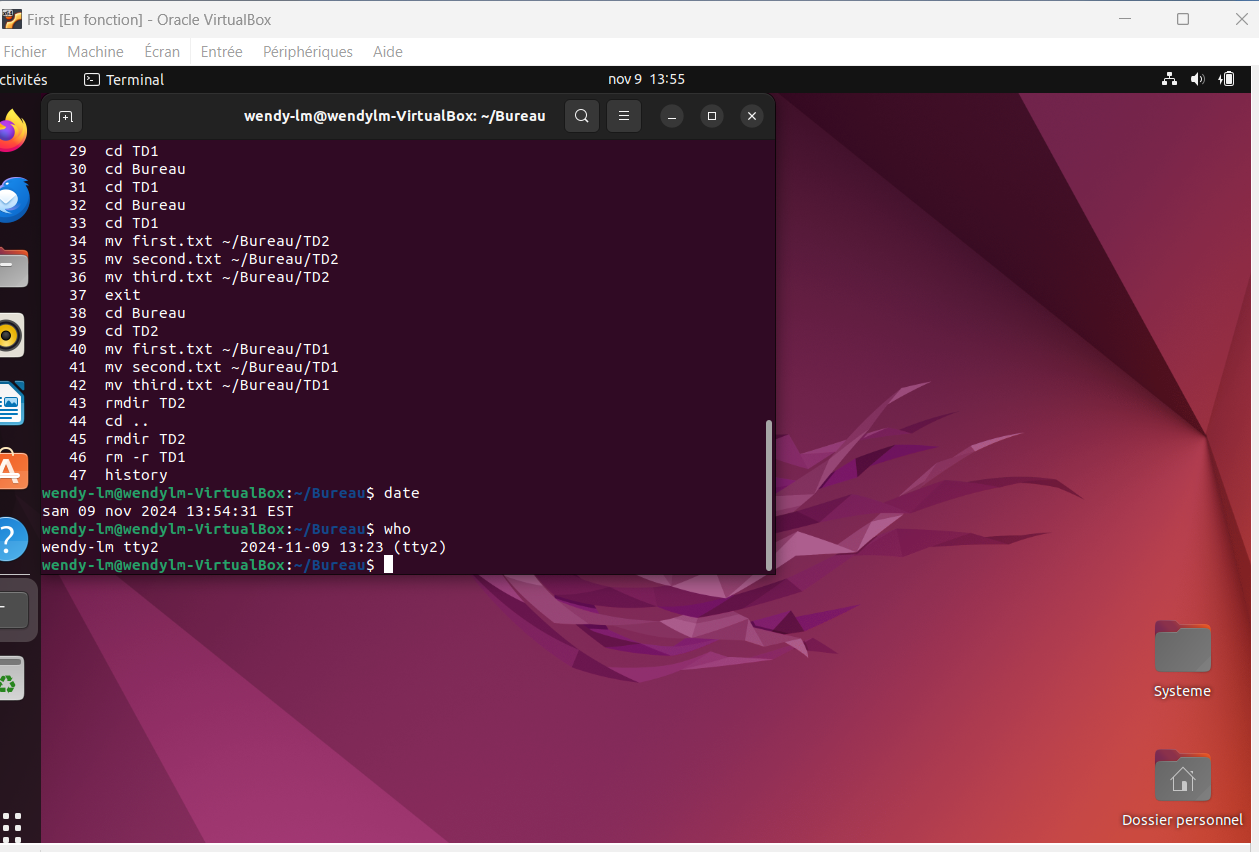 First [En fonction] - Oracle VirtualBox
Fichier Machine Écran Entrée Périphériques Aide
ctivités Terminal nov 9 13:55
wendy-lm@wendylm-VirtualBox: ~/Bureau
29 cd TD1
30 cd Bureau
31 cd TD1
32 cd Bureau
33 cd TD1
34 mv first.txt ~/Bureau/TD2
35 mv second.txt ~/Bureau/TD2
36 mv third.txt ~/Bureau/TD2
37 exit
38 cd Bureau
39 cd TD2
40 mv first.txt ~/Bureau/TD1
41 mv second.txt ~/Bureau/TD1
42 mv third.txt ~/Bureau/TD1
43 rmdir TD2
44 cd ..
45 rmdir TD2
46 rm -r TD1
47 history
wendy-lm@wendylm-VirtualBox:~/Bureau$ date
sam 09 nov 2024 13:54:31 EST
wendy-lm@wendylm-VirtualBox:~/Bureau$ who
wendy-lm tty2 2024-11-09 13:23 (tty2)
wendy-lm@wendylm-VirtualBox:~/Bureau$
Systeme
Dossier personnel